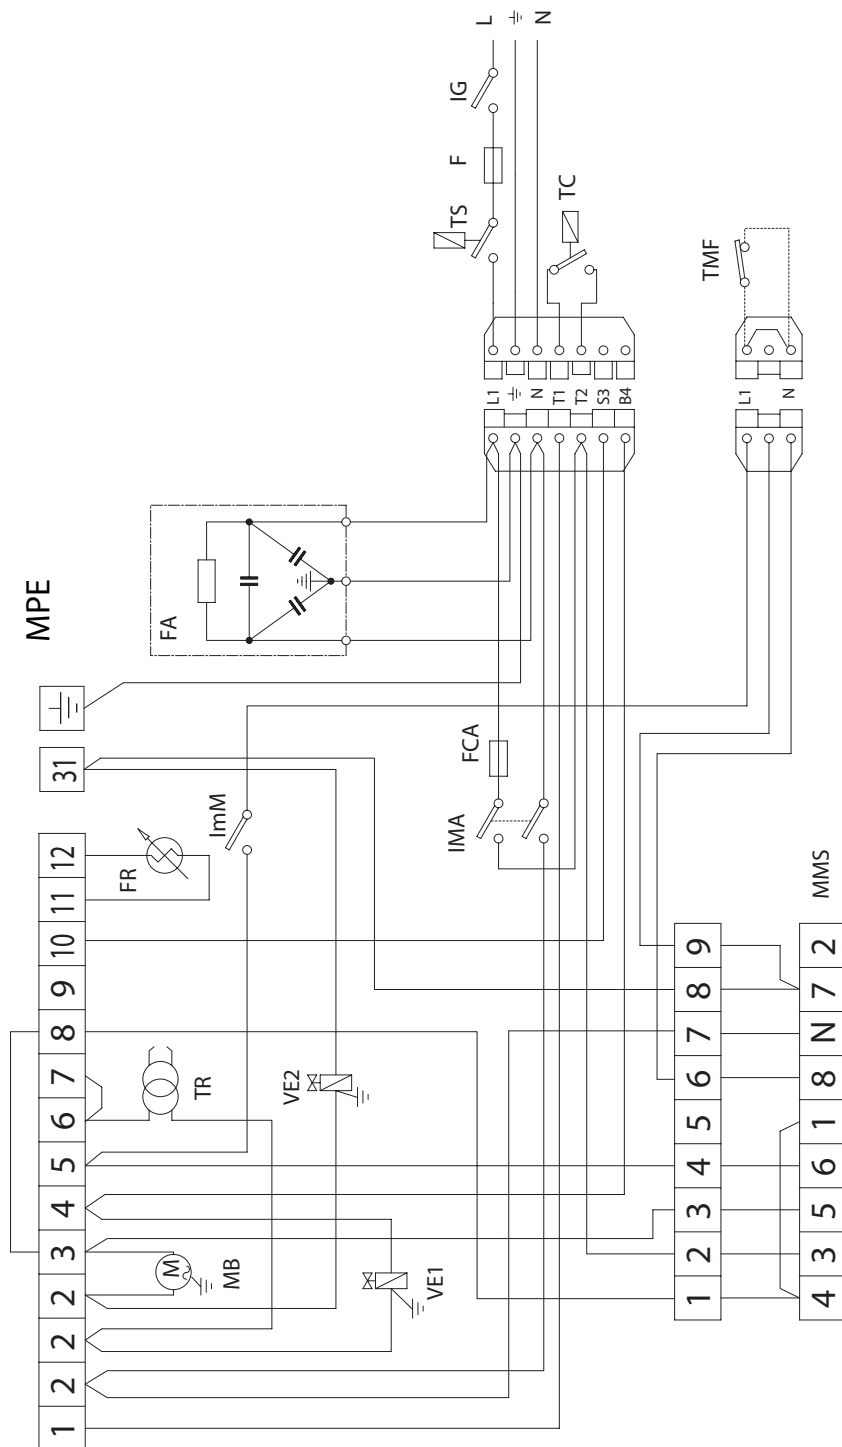 MPE
1 2 2 2 3 4 5 6 7 8 9 10 11 12 31
FR
TR
MB
FA
ImM
VE2
VE1
FCA
IMA
L N
IG
F
TS
TC
L1 N T1 T2 S3 B4
TMF
L1 N
1 2 3 4 5 6 7 8 9
4 3 5 6 1 8 N 7 2
MMS
M